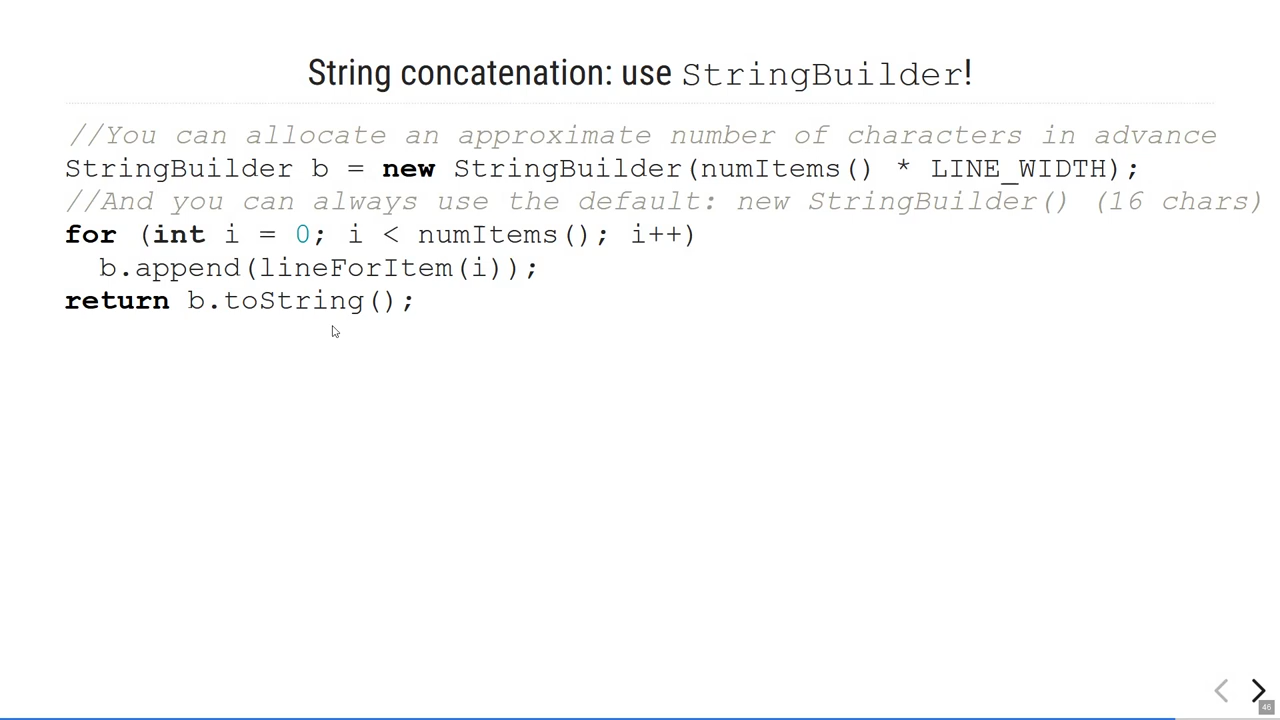 String concatenation: use StringBuilder!
//You can allocate an approximate number of characters in advance
StringBuilder b = new StringBuilder(numItems() * LINE_WIDTH);
//And you can always use the default: new StringBuilder() (16 chars)
for (int i = 0; i < numItems(); i++)
  b.append(lineForItem(i));
return b.toString();
46